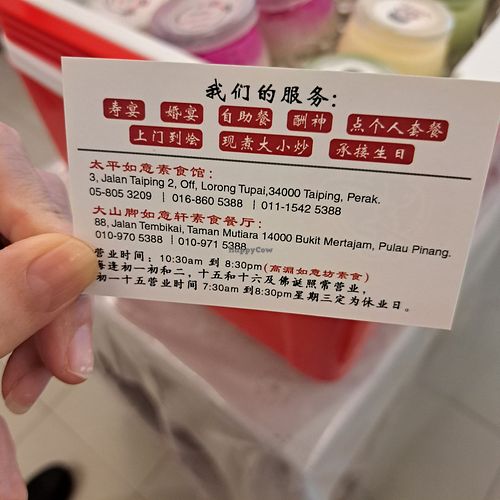 我们的服务:
寿宴 婚宴 自助餐 酬神 点个人套餐
上门到烩 现煮大小炒 承接生日
太平如意素食馆:
3, Jalan Taiping 2, Off, Lorong Tupai,34000 Taiping, Perak.
05-805 3209 | 016-860 5388 | 011-1542 5388
大山脚如意轩素食餐厅:
88, Jalan Tembikai, Taman Mutiara 14000 Bukit Mertajam, Pulau Pinang.
010-970 5388 | 010-971 5388
HappyCow
营业时间: 10:30am 到 8:30pm(高渊如意坊素食)
每逢初一初和二,十五和十六及佛诞照常营业,
初一十五营业时间 7:30am 到8:30pm星期三定为休业日。